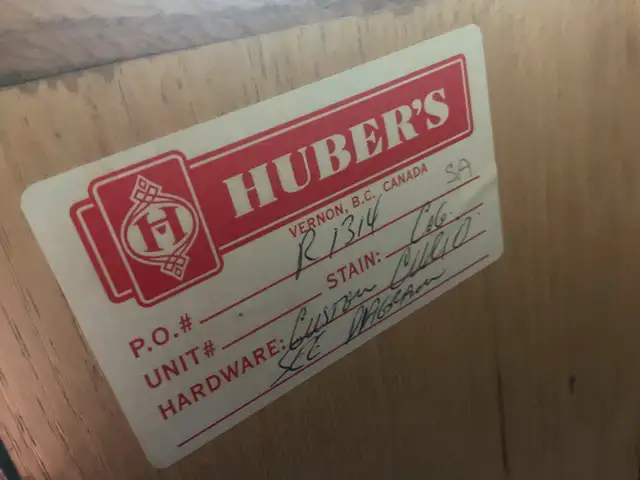 H
HUBER'S
VERNON, B.C. CANADA SA
P.O.# R1314
UNIT# STAIN: C.G.
HARDWARE: CUSTOM CURIO
SEE DIAGRAM